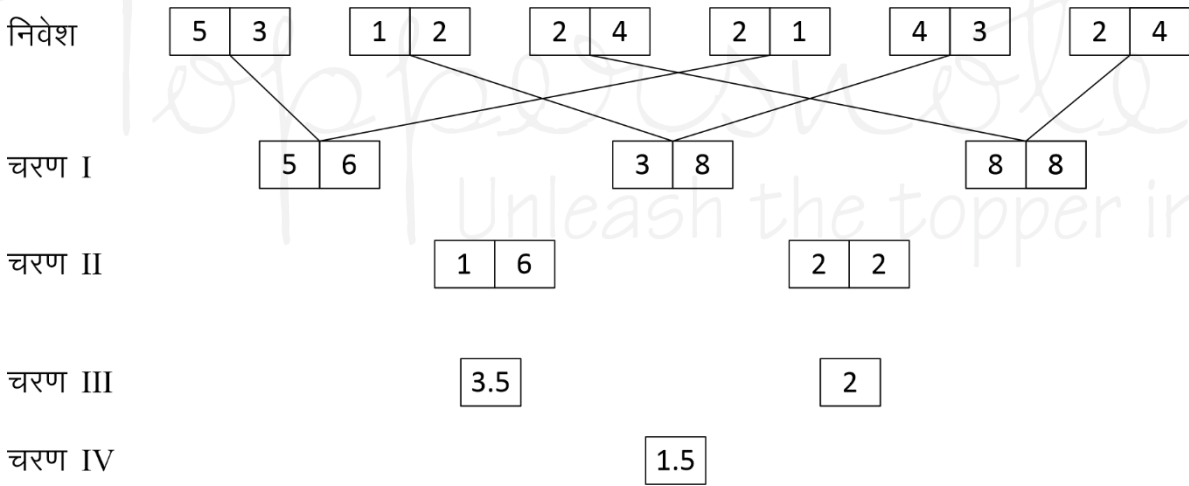 निवेश 5 3 1 2 2 4 2 1 4 3 2 4
चरण I 5 6 3 8 8 8
Unleash the topper in
चरण II 1 6 2 2
चरण III 3.5 2
चरण IV 1.5